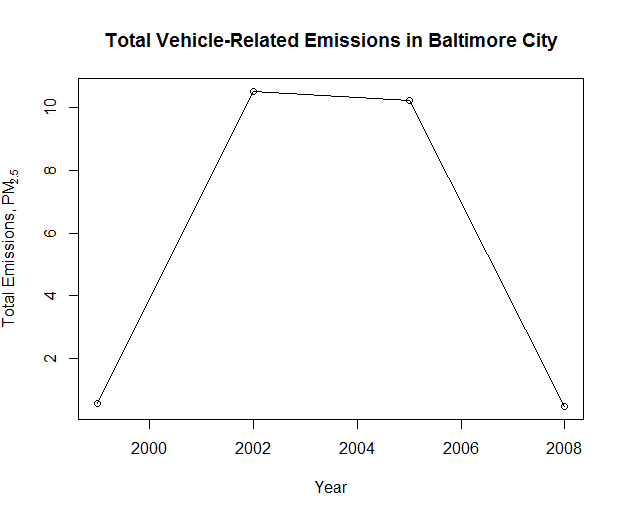 Total Vehicle-Related Emissions in Baltimore City
Total Emissions, PM2.5
10
8
6
4
2
2000 2002 2004 2006 2008
Year